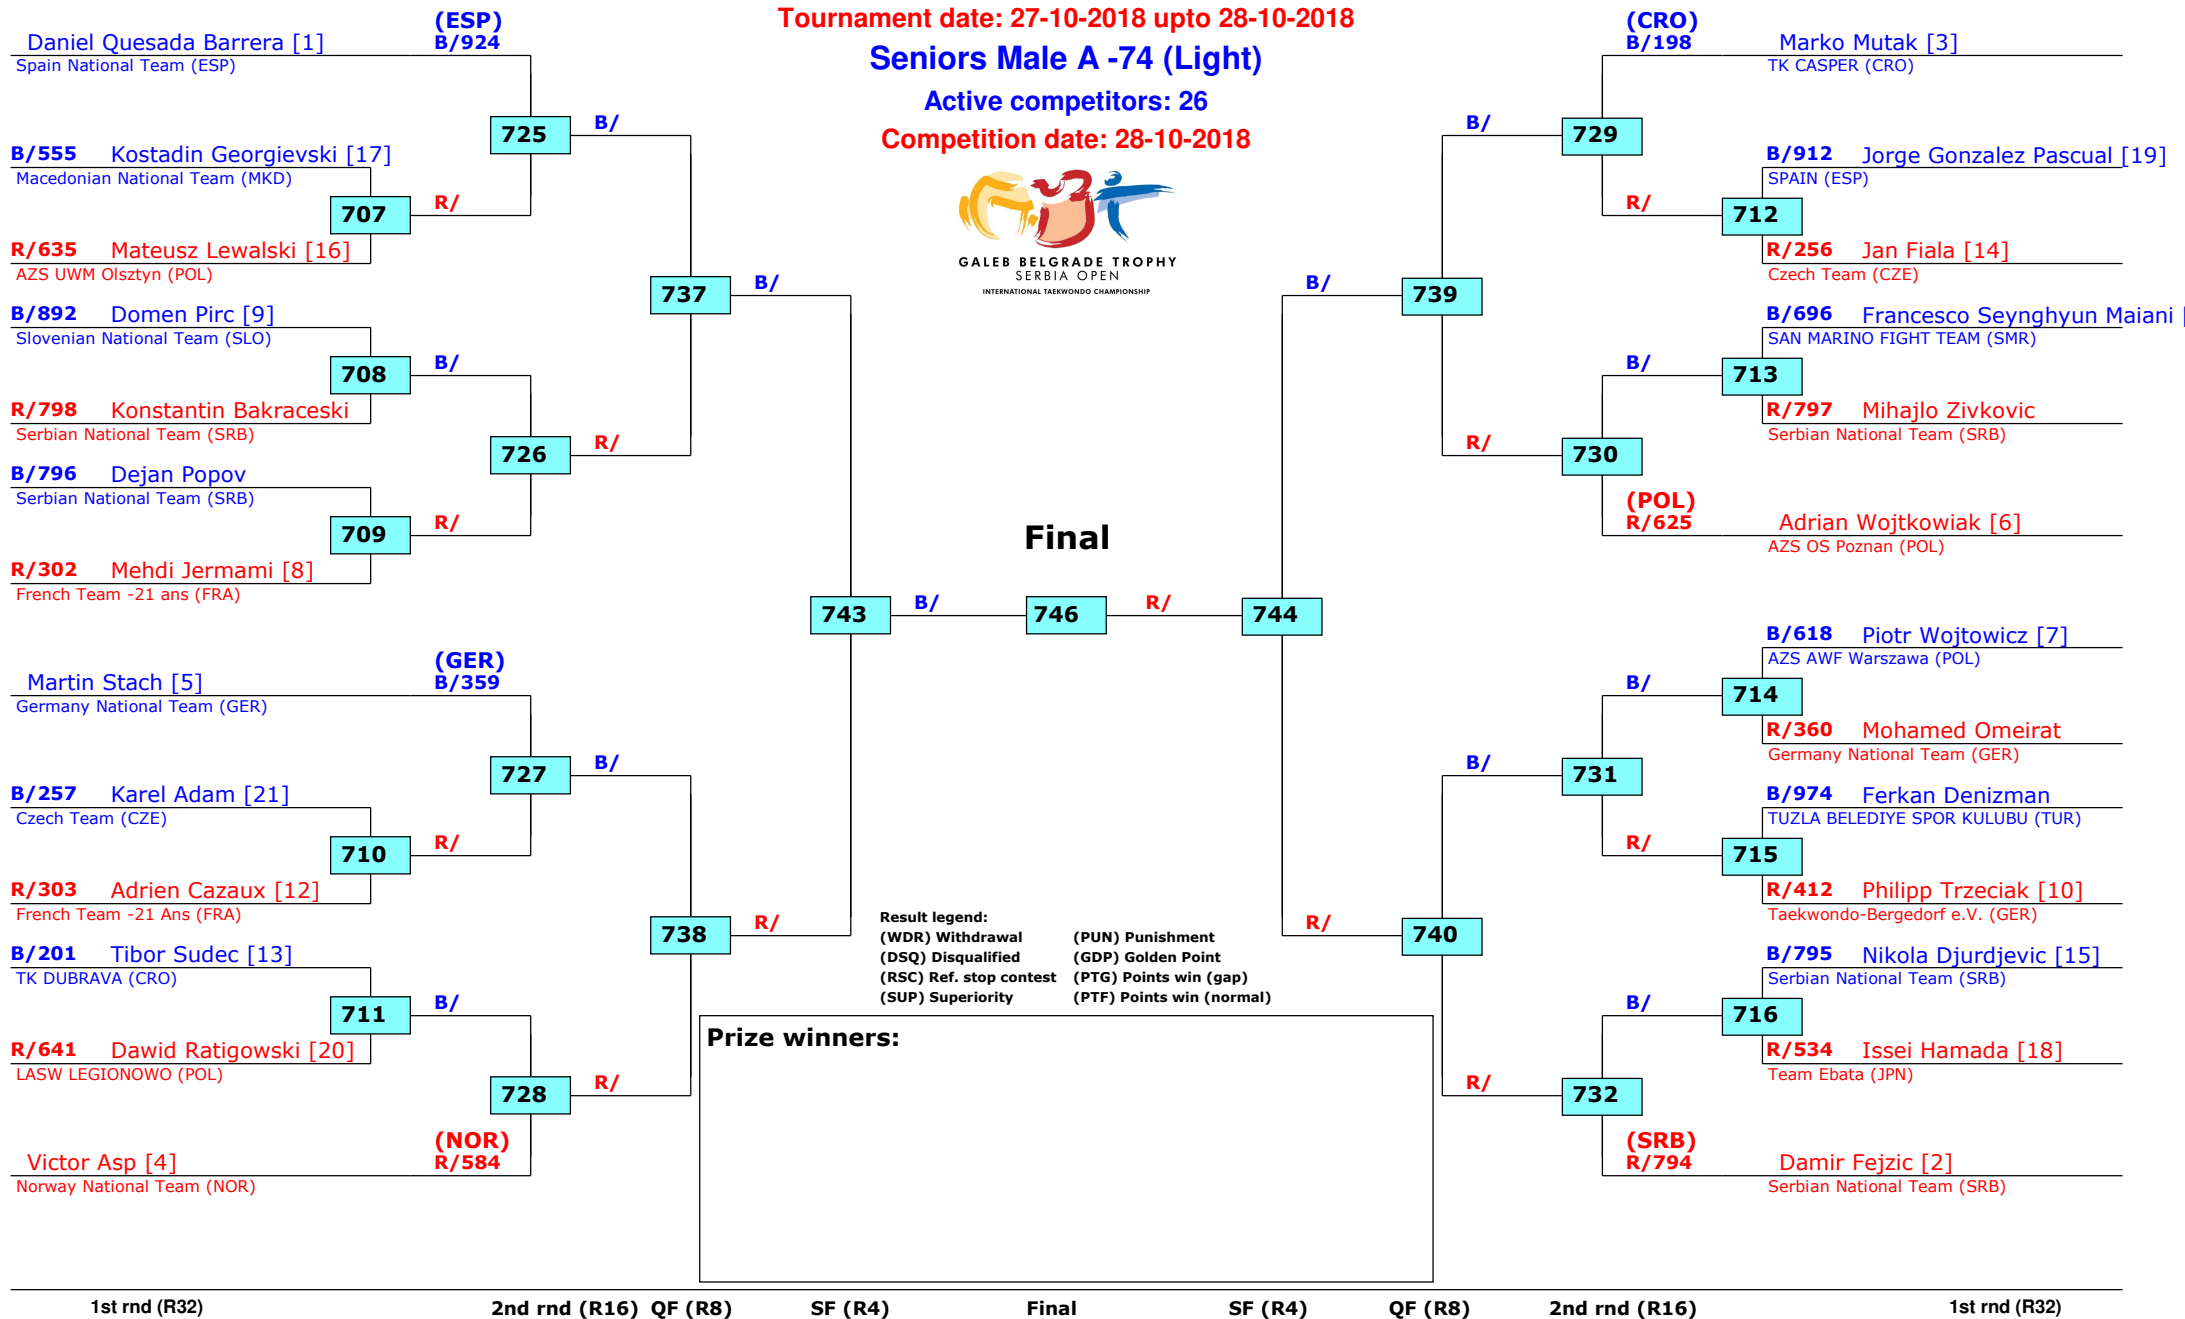 Tournament date: 27-10-2018 upto 28-10-2018
Seniors Male A -74 (Light)
Active competitors: 26
Competition date: 28-10-2018
GALEB BELGRADE TROPHY
SERBIA OPEN
INTERNATIONAL TAEKWONDO CHAMPIONSHIP
(ESP)
Daniel Quesada Barrera [1] B/924
Spain National Team (ESP)
725 B/
B/555 Kostadin Georgievski [17]
Macedonian National Team (MKD)
707 R/
R/635 Mateusz Lewalski [16]
AZS UWM Olsztyn (POL)
737 B/
B/892 Domen Pirc [9]
Slovenian National Team (SLO)
708 B/
R/798 Konstantin Bakraceski
Serbian National Team (SRB)
726 R/
B/796 Dejan Popov
Serbian National Team (SRB)
709 R/
R/302 Mehdi Jermami [8]
French Team -21 ans (FRA)
743 B/
(GER)
Martin Stach [5] B/359
Germany National Team (GER)
727 B/
B/257 Karel Adam [21]
Czech Team (CZE)
710 R/
R/303 Adrien Cazaux [12]
French Team -21 Ans (FRA)
738 R/
B/201 Tibor Sudec [13]
TK DUBRAVA (CRO)
711 B/
R/641 Dawid Ratigowski [20]
LASW LEGIONOWO (POL)
728 R/
(NOR)
Victor Asp [4] R/584
Norway National Team (NOR)
Final
746
(CRO)
B/198 Marko Mutak [3]
TK CASPER (CRO)
B/ 729
B/912 Jorge Gonzalez Pascual [19]
SPAIN (ESP)
R/ 712
R/256 Jan Fiala [14]
Czech Team (CZE)
B/ 739
B/696 Francesco Seynghyun Maiani [
SAN MARINO FIGHT TEAM (SMR)
B/ 713
R/797 Mihajlo Zivkovic
Serbian National Team (SRB)
R/ 730
(POL)
R/625 Adrian Wojtkowiak [6]
AZS OS Poznan (POL)
R/ 744
B/618 Piotr Wojtowicz [7]
AZS AWF Warszawa (POL)
B/ 714
R/360 Mohamed Omeirat
Germany National Team (GER)
B/ 731
B/974 Ferkan Denizman
TUZLA BELEDIYE SPOR KULUBU (TUR)
R/ 715
R/412 Philipp Trzeciak [10]
Taekwondo-Bergedorf e.V. (GER)
R/ 740
B/795 Nikola Djurdjevic [15]
Serbian National Team (SRB)
B/ 716
R/534 Issei Hamada [18]
Team Ebata (JPN)
R/ 732
(SRB)
R/794 Damir Fejzic [2]
Serbian National Team (SRB)
Result legend:
(WDR) Withdrawal (PUN) Punishment
(DSQ) Disqualified (GDP) Golden Point
(RSC) Ref. stop contest (PTG) Points win (gap)
(SUP) Superiority (PTF) Points win (normal)
Prize winners:
1st rnd (R32) 2nd rnd (R16) QF (R8) SF (R4) Final SF (R4) QF (R8) 2nd rnd (R16) 1st rnd (R32)